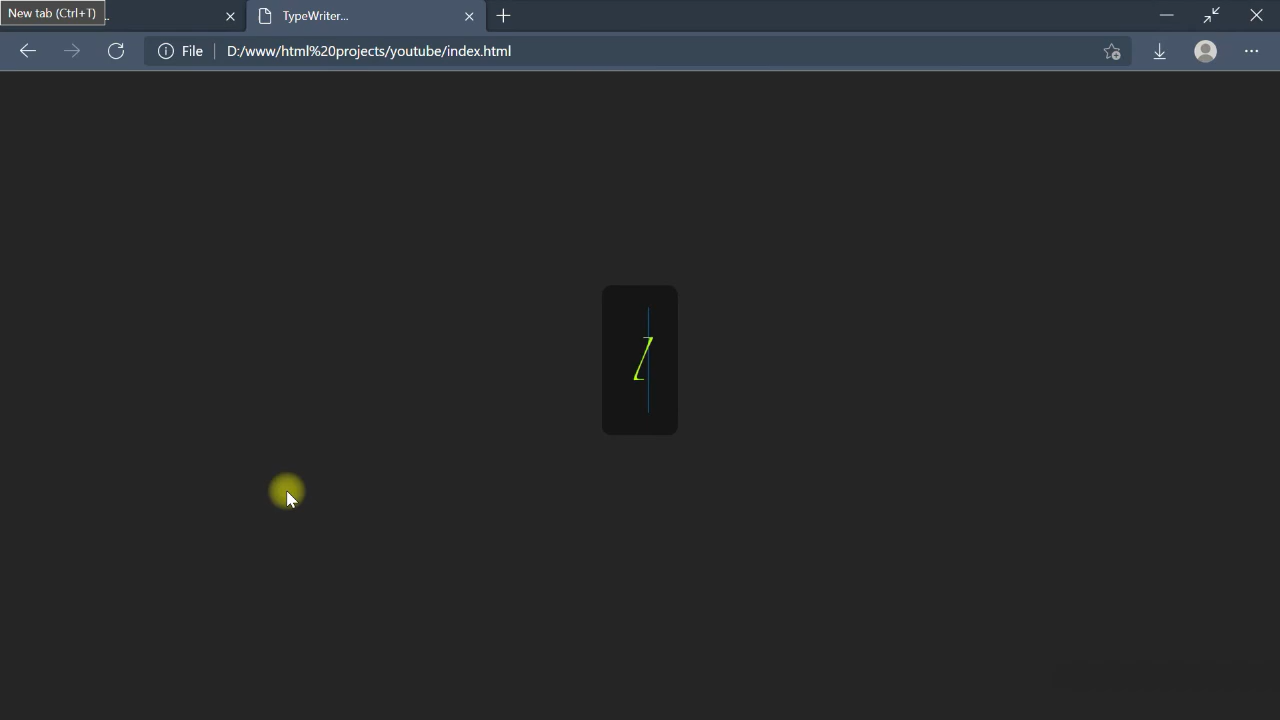 New tab (Ctrl+T)
TypeWriter...
File
D:/www/html%20projects/youtube/index.html